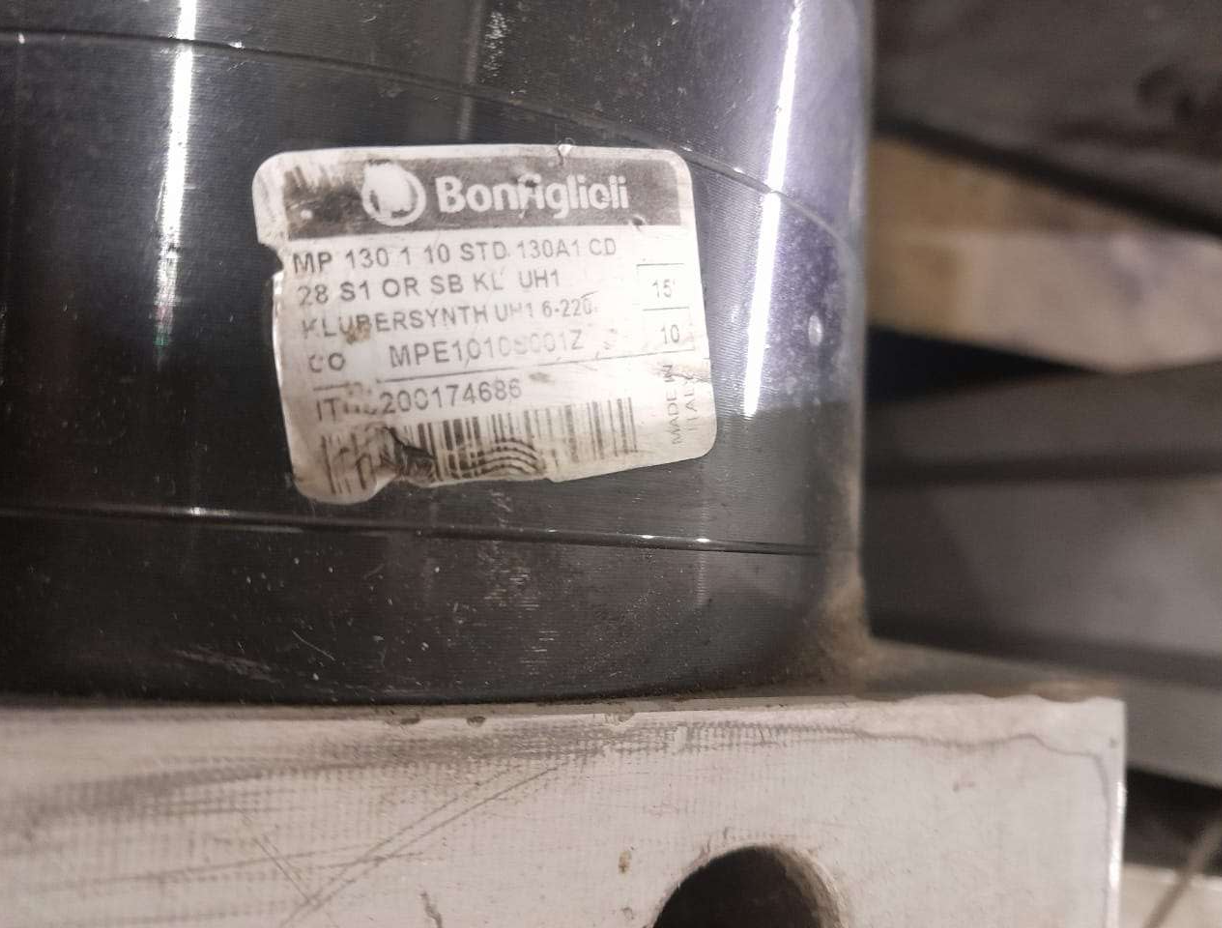 Bonfiglioli
MP 130 1 10 STD 130A1 CD
28 S1 OR SB KL UH1
15'
KLUBERSYNTH UH1 6-220
10
CO MPE1010S001Z
200174686
MADE IN
ITALY